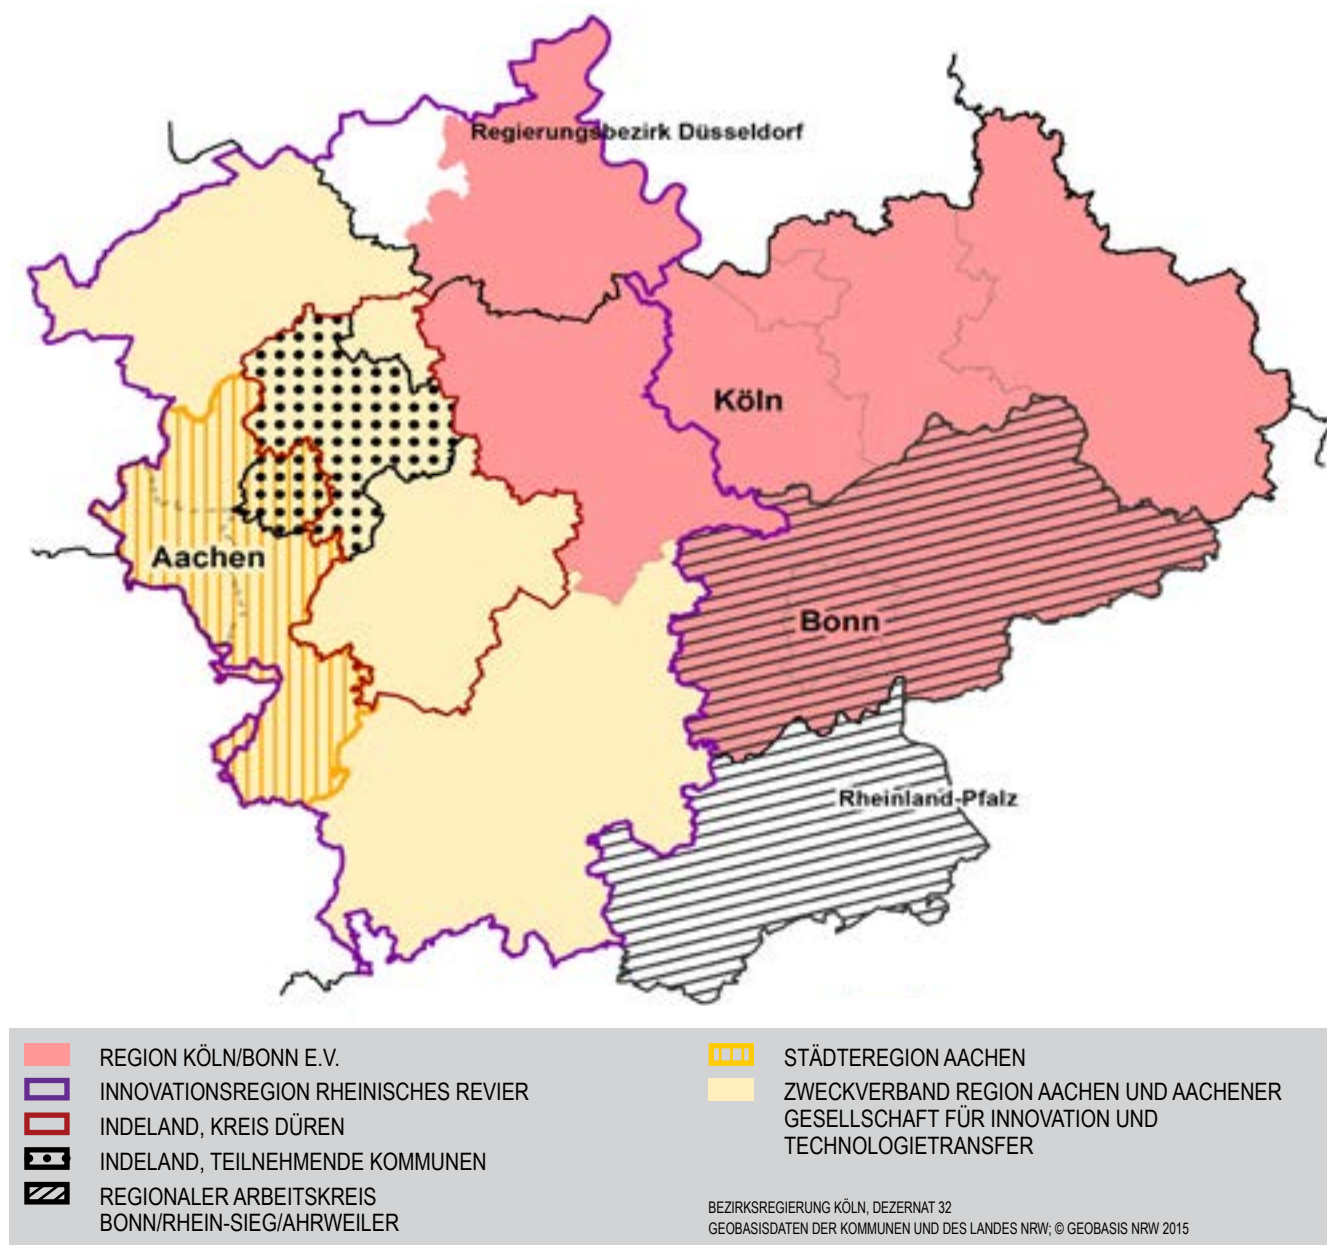 Regierungsbezirk Düsseldorf
Köln
Aachen
Bonn
Rheinland-Pfalz
REGION KÖLN/BONN E.V.
INNOVATIONSREGION RHEINISCHES REVIER
INDELAND, KREIS DÜREN
INDELAND, TEILNEHMENDE KOMMUNEN
REGIONALER ARBEITSKREIS
BONN/RHEIN-SIEG/AHRWEILER
STÄDTEREGION AACHEN
ZWECKVERBAND REGION AACHEN UND AACHENER
GESELLSCHAFT FÜR INNOVATION UND
TECHNOLOGIETRANSFER
BEZIRKSREGIERUNG KÖLN, DEZERNAT 32
GEOBASISDATEN DER KOMMUNEN UND DES LANDES NRW; © GEOBASIS NRW 2015